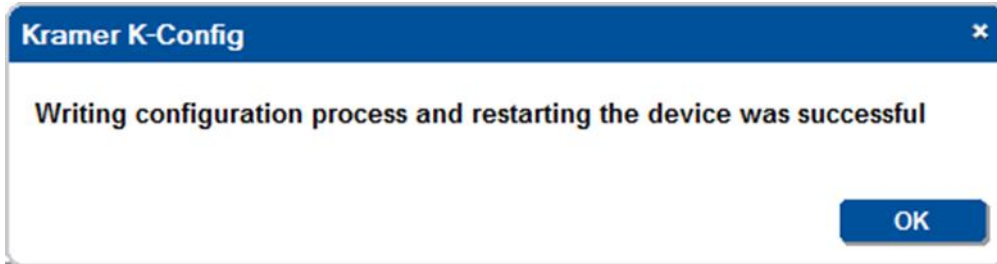 Kramer K-Config
Writing configuration process and restarting the device was successful
OK